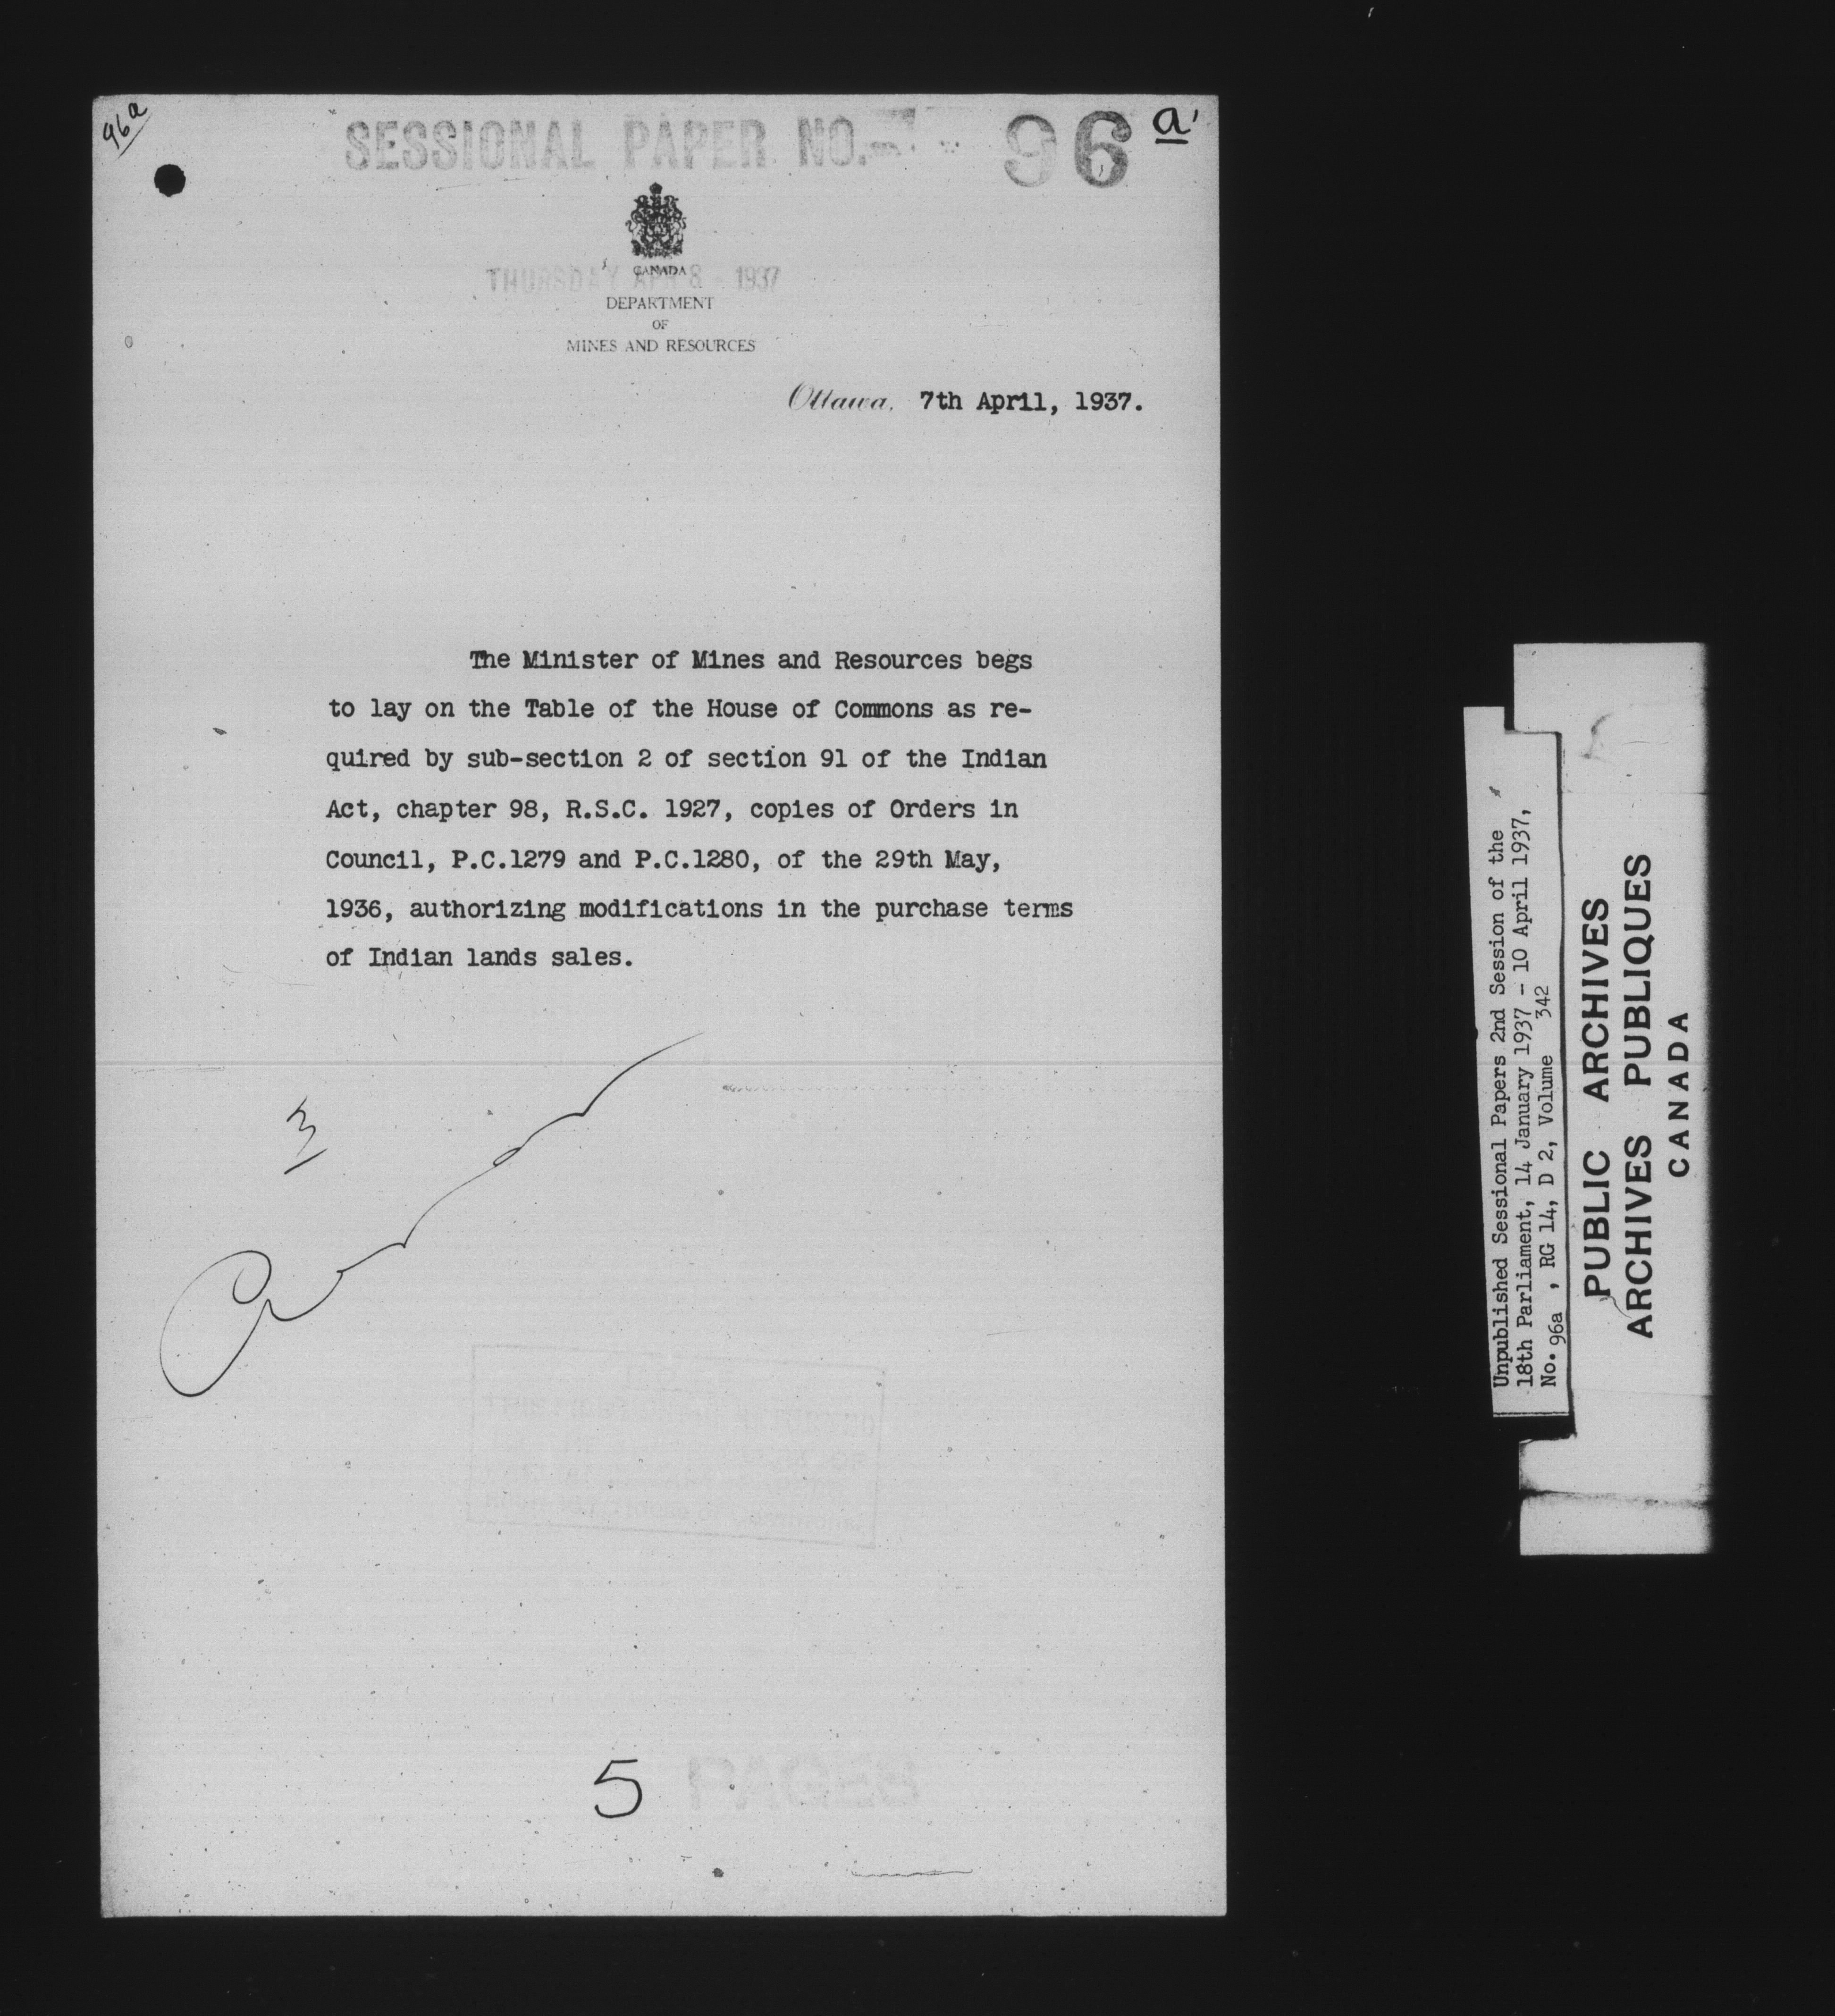 96a
SESSIONAL PAPER NO. 96 a
CANADA
THURSDAY APR 8 - 1937
DEPARTMENT
OF
MINES AND RESOURCES
Ottawa, 7th April, 1937.
The Minister of Mines and Resources begs
to lay on the Table of the House of Commons as re-
quired by sub-section 2 of section 91 of the Indian
Act, chapter 98, R.S.C. 1927, copies of Orders in
Council, P.C.1279 and P.C.1280, of the 29th May,
1936, authorizing modifications in the purchase terms
of Indian lands sales.
3
5 PAGES
Unpublished Sessional Papers 2nd Session of the
18th Parliament, 14 January 1937 - 10 April 1937,
No. 96a , RG 14, D 2, Volume 342
PUBLIC ARCHIVES
ARCHIVES PUBLIQUES
CANADA